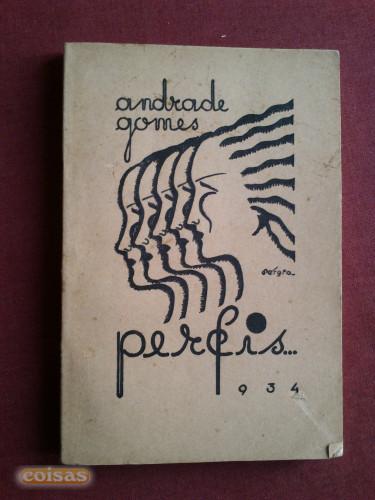 andrade
gomes
perfis...
934
coisas